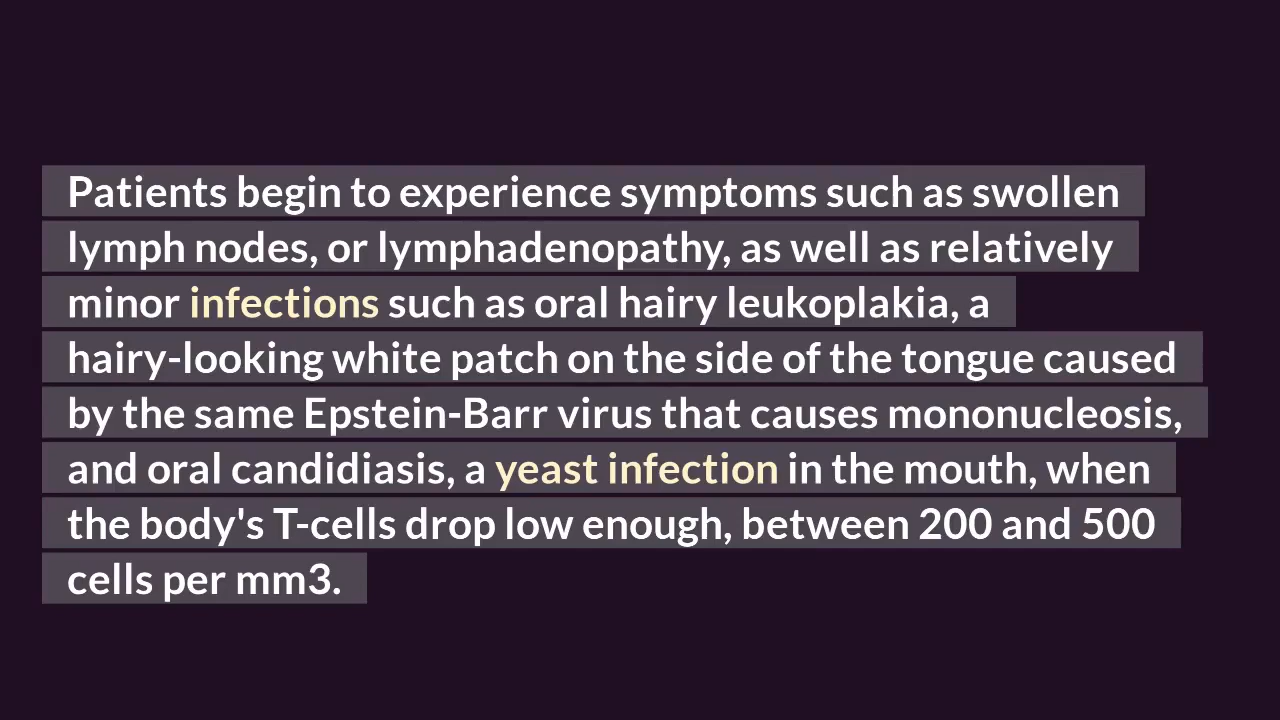 Patients begin to experience symptoms such as swollen
lymph nodes, or lymphadenopathy, as well as relatively
minor infections such as oral hairy leukoplakia, a
hairy-looking white patch on the side of the tongue caused
by the same Epstein-Barr virus that causes mononucleosis,
and oral candidiasis, a yeast infection in the mouth, when
the body's T-cells drop low enough, between 200 and 500
cells per mm3.